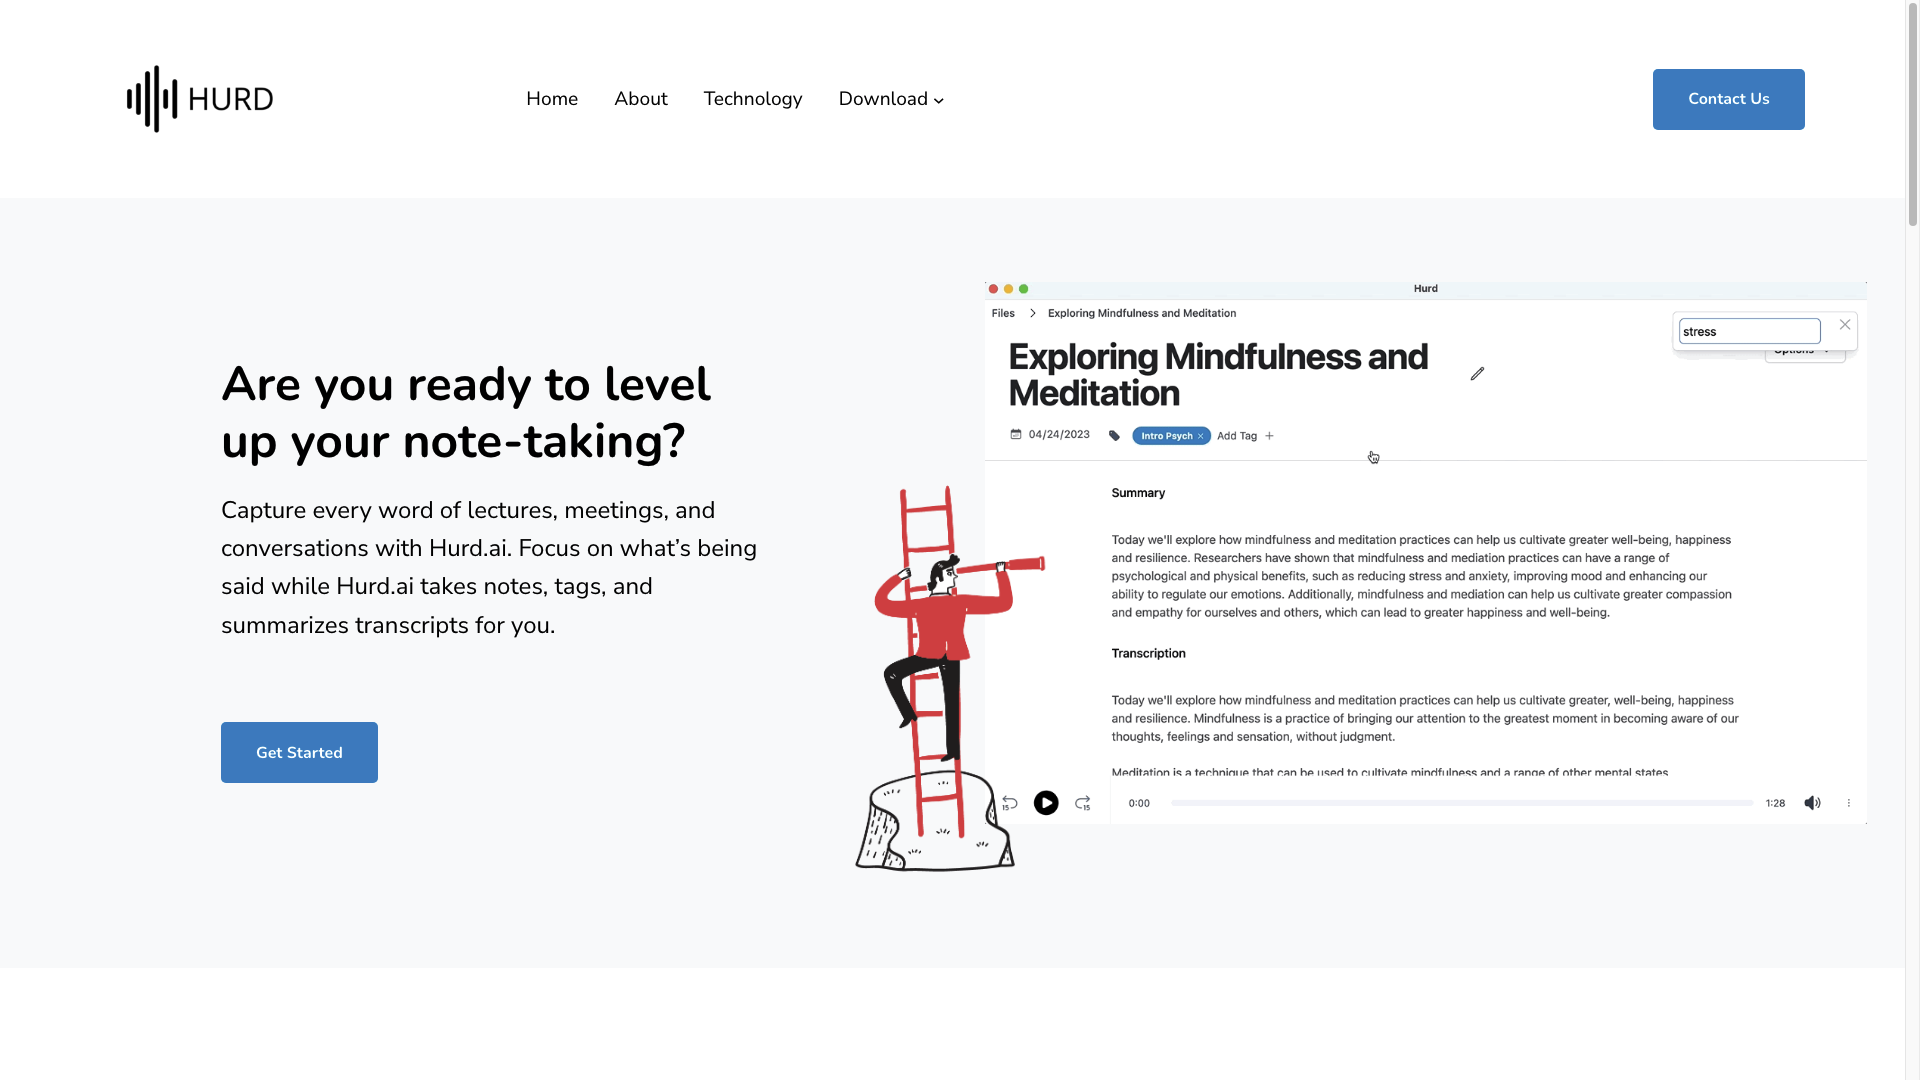 HURD
Home
About
Technology
Download
Contact Us
Are you ready to level
up your note-taking?
Capture every word of lectures, meetings, and
conversations with Hurd.ai. Focus on what’s being
said while Hurd.ai takes notes, tags, and
summarizes transcripts for you.
Get Started
Hurd
Files
Exploring Mindfulness and Meditation
stress
Options
Exploring Mindfulness and
Meditation
04/24/2023
Intro Psych ×
Add Tag +
Summary
Today we'll explore how mindfulness and meditation practices can help us cultivate greater well-being, happiness
and resilience. Researchers have shown that mindfulness and mediation practices can have a range of
psychological and physical benefits, such as reducing stress and anxiety, improving mood and enhancing our
ability to regulate our emotions. Additionally, mindfulness and mediation can help us cultivate greater compassion
and empathy for ourselves and others, which can lead to greater happiness and well-being.
Transcription
Today we'll explore how mindfulness and meditation practices can help us cultivate greater, well-being, happiness
and resilience. Mindfulness is a practice of bringing our attention to the greatest moment in becoming aware of our
thoughts, feelings and sensation, without judgment.
Meditation is a technique that can be used to cultivate mindfulness and a range of other mental states
15
15
0:00
1:28